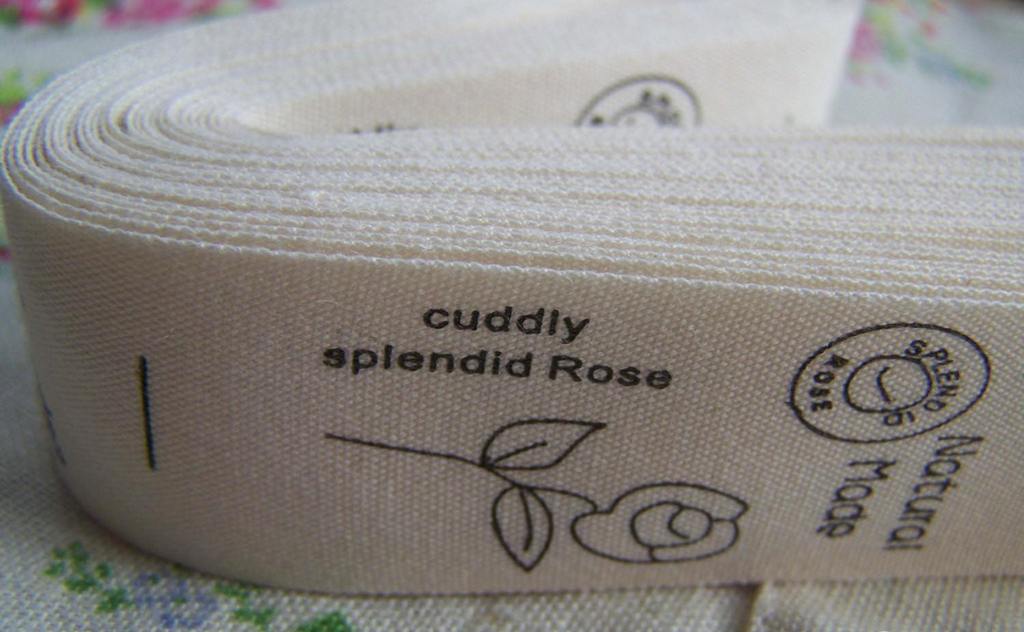 cuddly
splendid Rose
SPLENDID
ROSE
Natural
Made